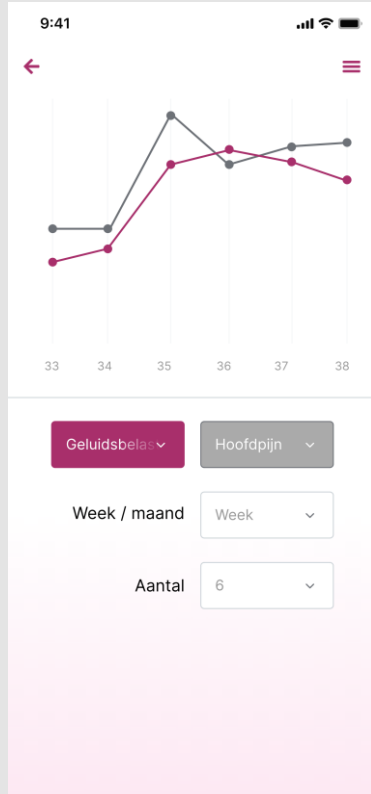 9:41
33 34 35 36 37 38
Geluidsbelas Hoofdpijn
Week / maand Week
Aantal 6